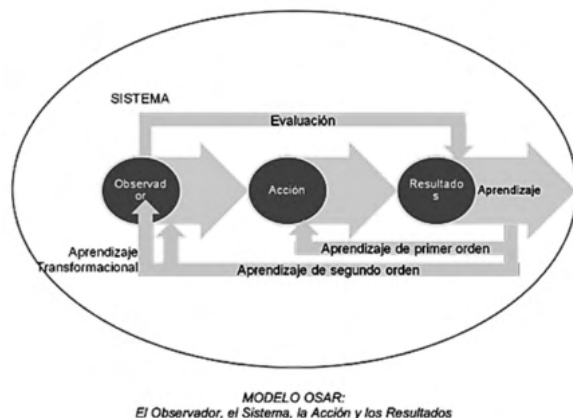 SISTEMA
Evaluación
Observad
or
Acción
Resultado
s
Aprendizaje
Aprendizaje de primer orden
Aprendizaje
Transformacional
Aprendizaje de segundo orden
MODELO OSAR:
El Observador, el Sistema, la Acción y los Resultados